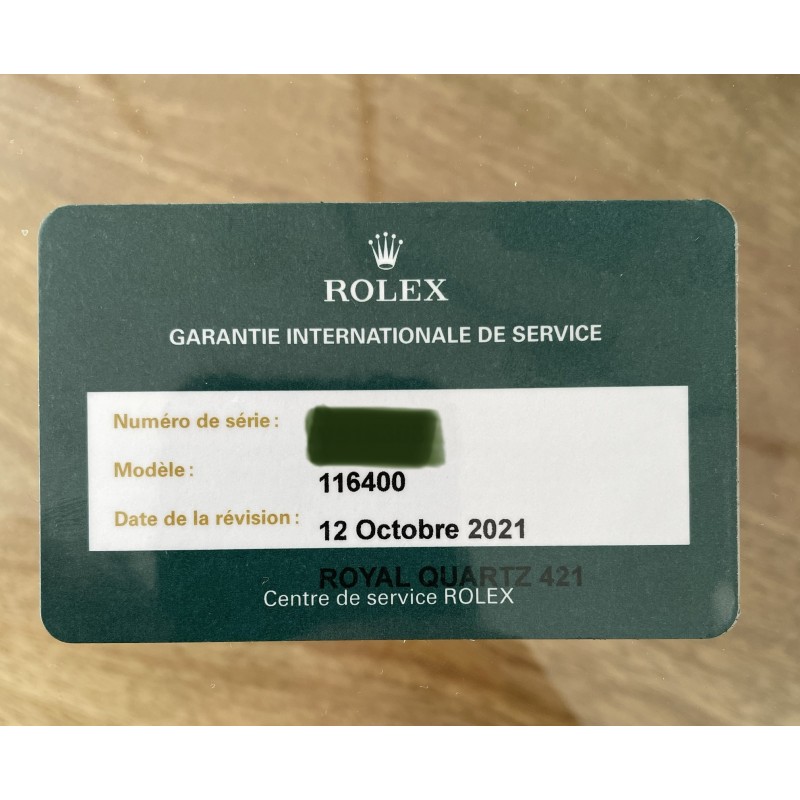 ROLEX
GARANTIE INTERNATIONALE DE SERVICE
Numéro de série :
Modèle : 116400
Date de la révision : 12 Octobre 2021
ROYAL QUARTZ 421
Centre de service ROLEX